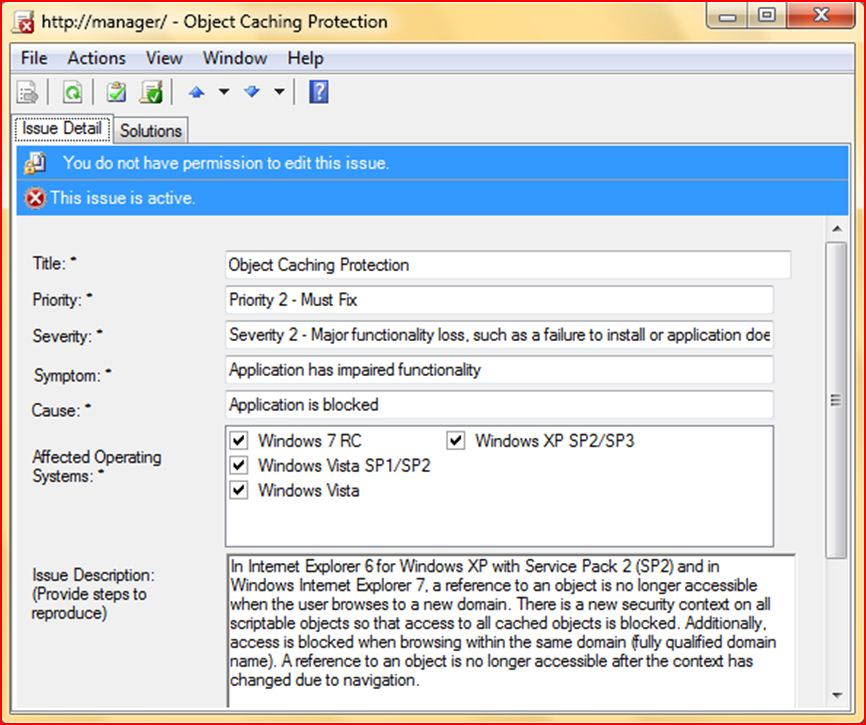 http://manager/ - Object Caching Protection
File Actions View Window Help
Issue Detail Solutions
You do not have permission to edit this issue.
This issue is active.
Title: * Object Caching Protection
Priority: * Priority 2 - Must Fix
Severity: * Severity 2 - Major functionality loss, such as a failure to install or application doe
Symptom: * Application has impaired functionality
Cause: * Application is blocked
Affected Operating Systems: *
Windows 7 RC Windows XP SP2/SP3
Windows Vista SP1/SP2
Windows Vista
Issue Description:
(Provide steps to
reproduce)
In Internet Explorer 6 for Windows XP with Service Pack 2 (SP2) and in
Windows Internet Explorer 7, a reference to an object is no longer accessible
when the user browses to a new domain. There is a new security context on all
scriptable objects so that access to all cached objects is blocked. Additionally,
access is blocked when browsing within the same domain (fully qualified domain
name). A reference to an object is no longer accessible after the context has
changed due to navigation.